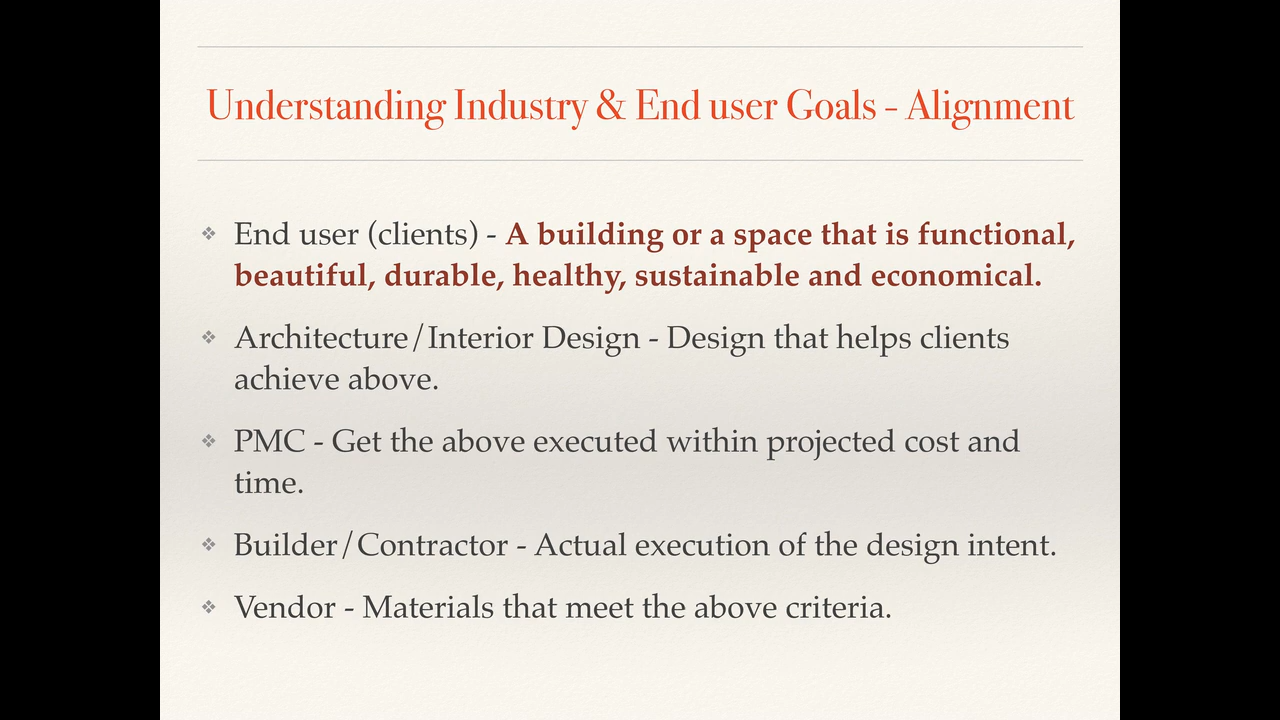 Understanding Industry & End user Goals - Alignment
❖ End user (clients) - A building or a space that is functional,
beautiful, durable, healthy, sustainable and economical.
❖ Architecture/Interior Design - Design that helps clients
achieve above.
❖ PMC - Get the above executed within projected cost and
time.
❖ Builder/Contractor - Actual execution of the design intent.
❖ Vendor - Materials that meet the above criteria.